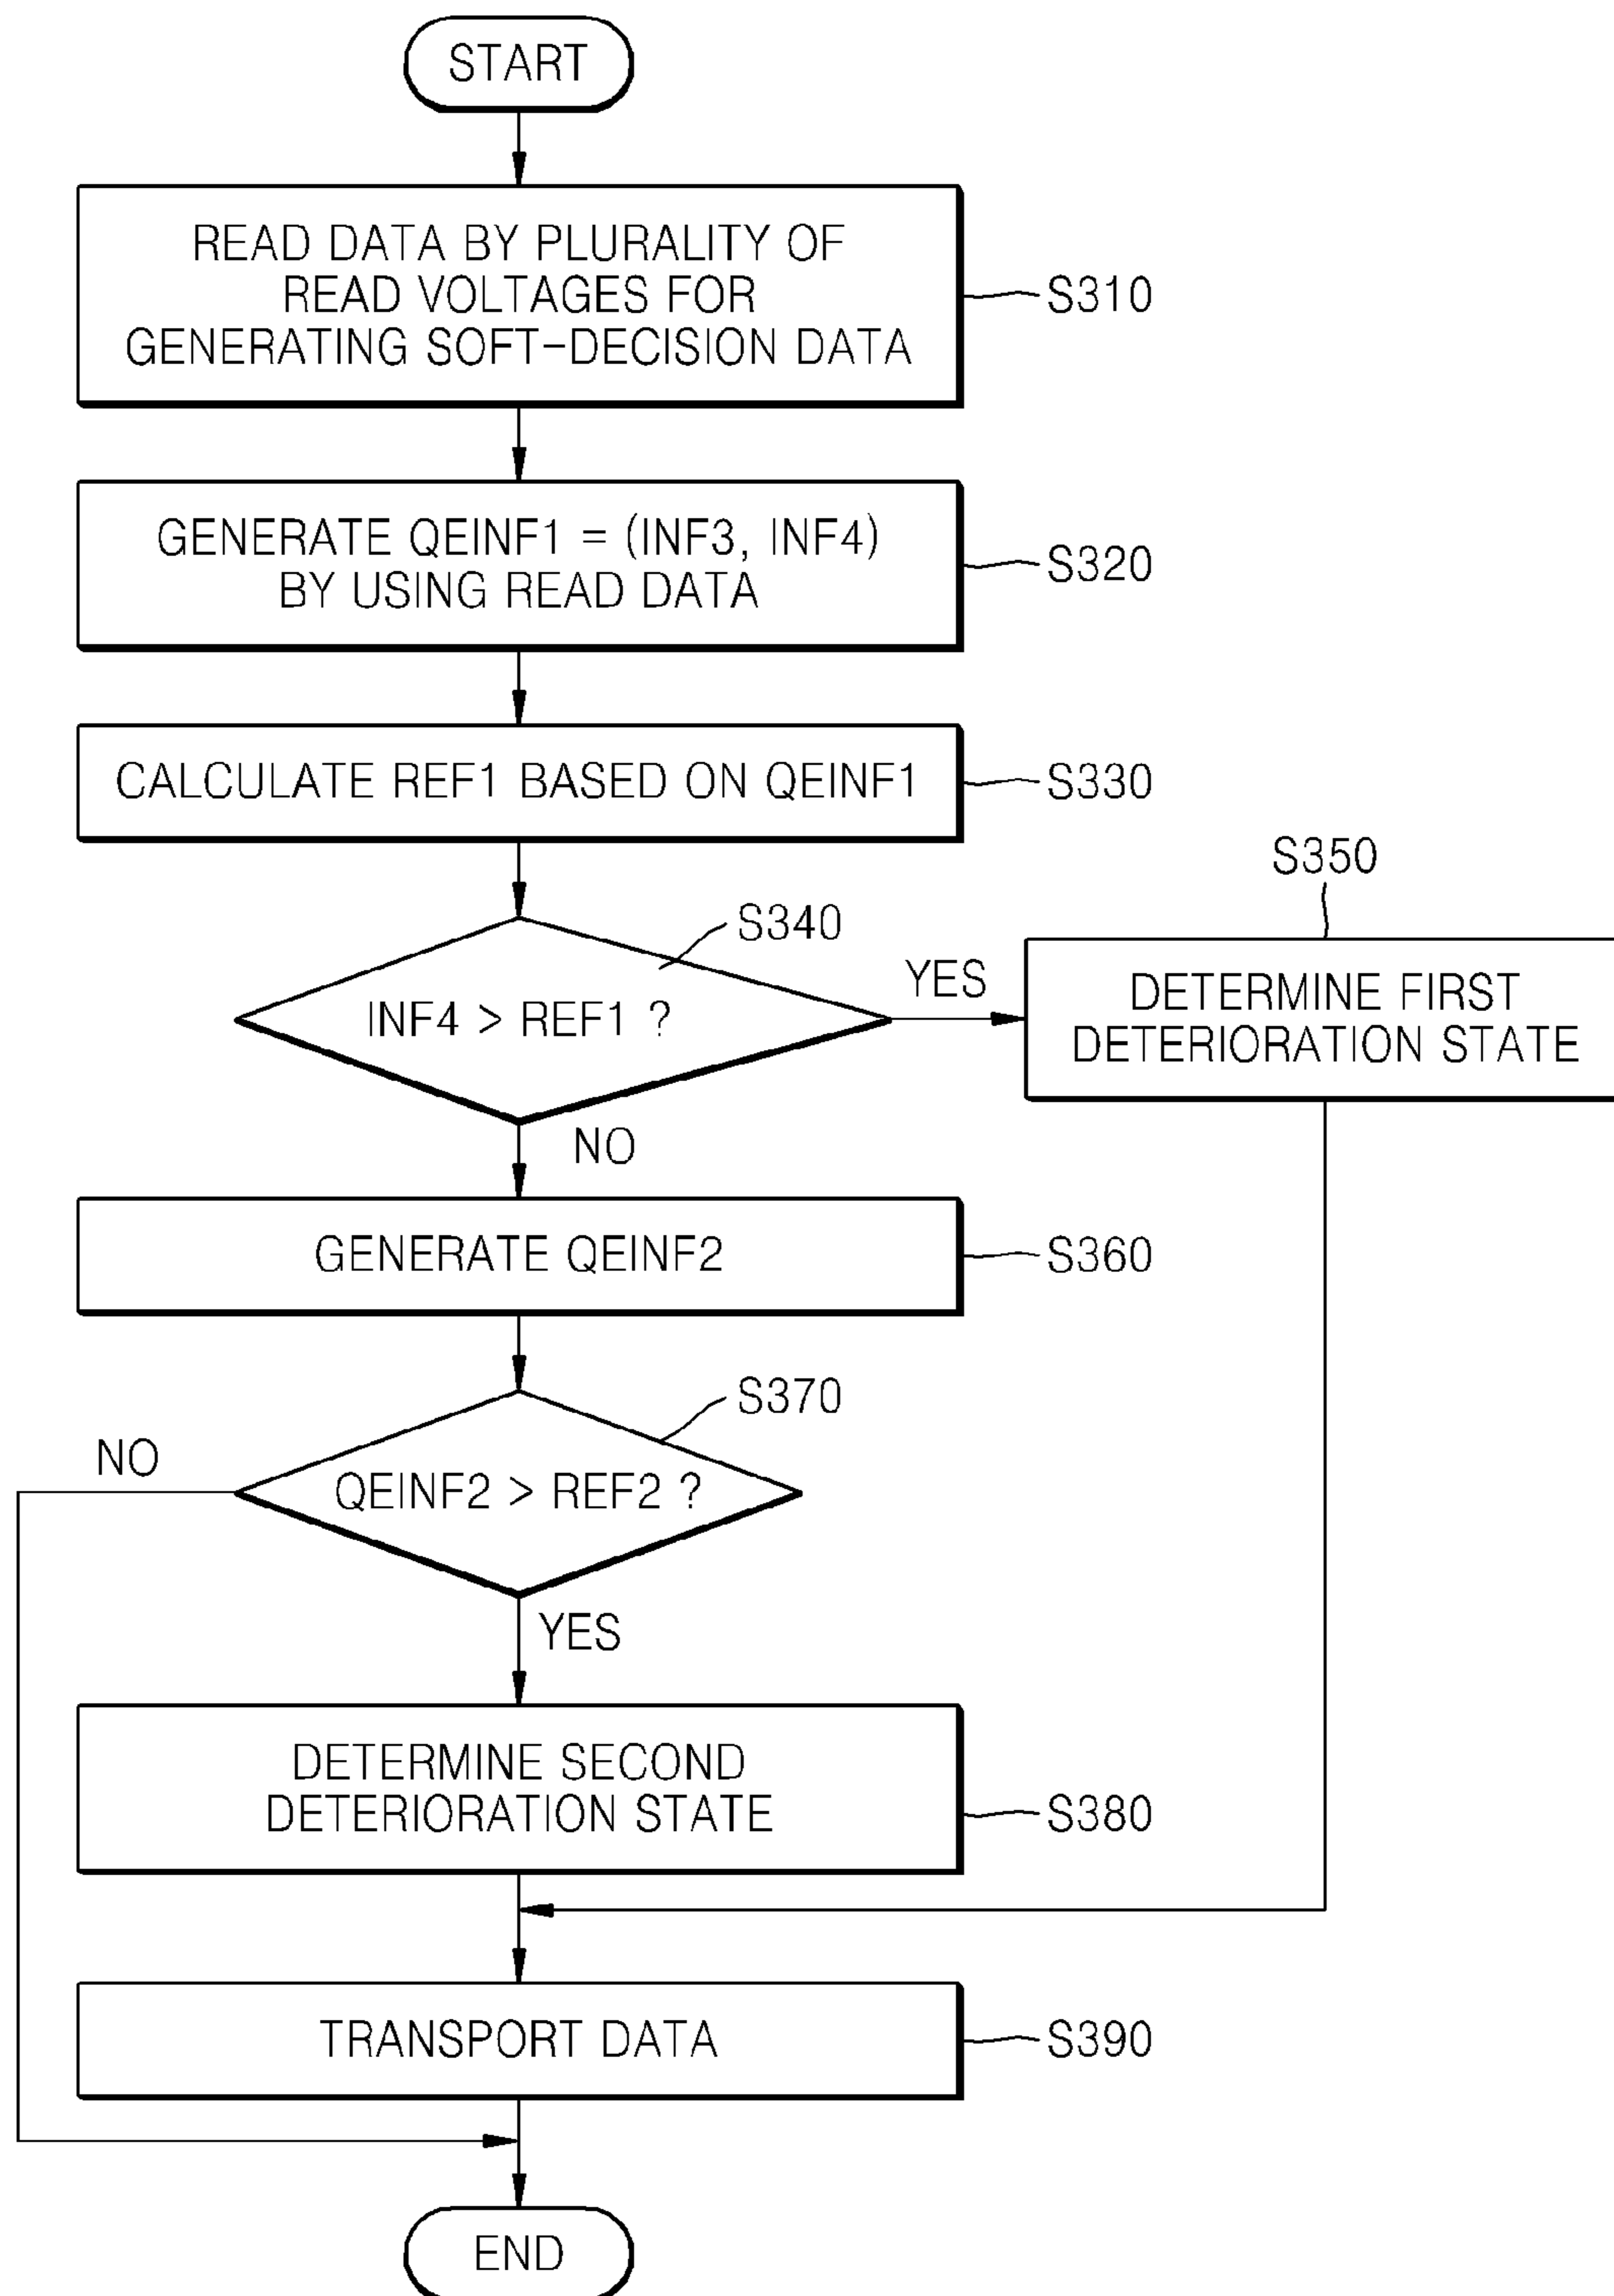 START
READ DATA BY PLURALITY OF
READ VOLTAGES FOR
GENERATING SOFT-DECISION DATA
S310
GENERATE QEINF1 = (INF3, INF4)
BY USING READ DATA
S320
CALCULATE REF1 BASED ON QEINF1
S330
S340
INF4 > REF1 ?
YES
S350
DETERMINE FIRST
DETERIORATION STATE
NO
GENERATE QEINF2
S360
S370
QEINF2 > REF2 ?
NO
YES
DETERMINE SECOND
DETERIORATION STATE
S380
TRANSPORT DATA
S390
END